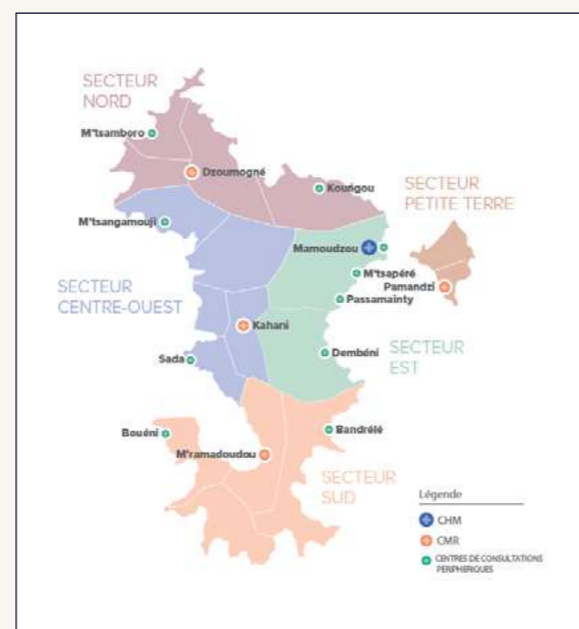 SECTEUR
NORD
M'tsamboro
Dzoumogné
Kourigou
SECTEUR
PETITE TERRE
M'tsangamouji
Mamoudzou
M'tsapéré
Pamandzi
Passamainty
SECTEUR
CENTRE-OUEST
Kahani
Sada
Dembéni
SECTEUR
EST
Bouéni
Bandrélé
M'ramadoudou
SECTEUR
SUD
Légende
CHM
CMR
CENTRES DE CONSULTATIONS
PERIPHERIQUES